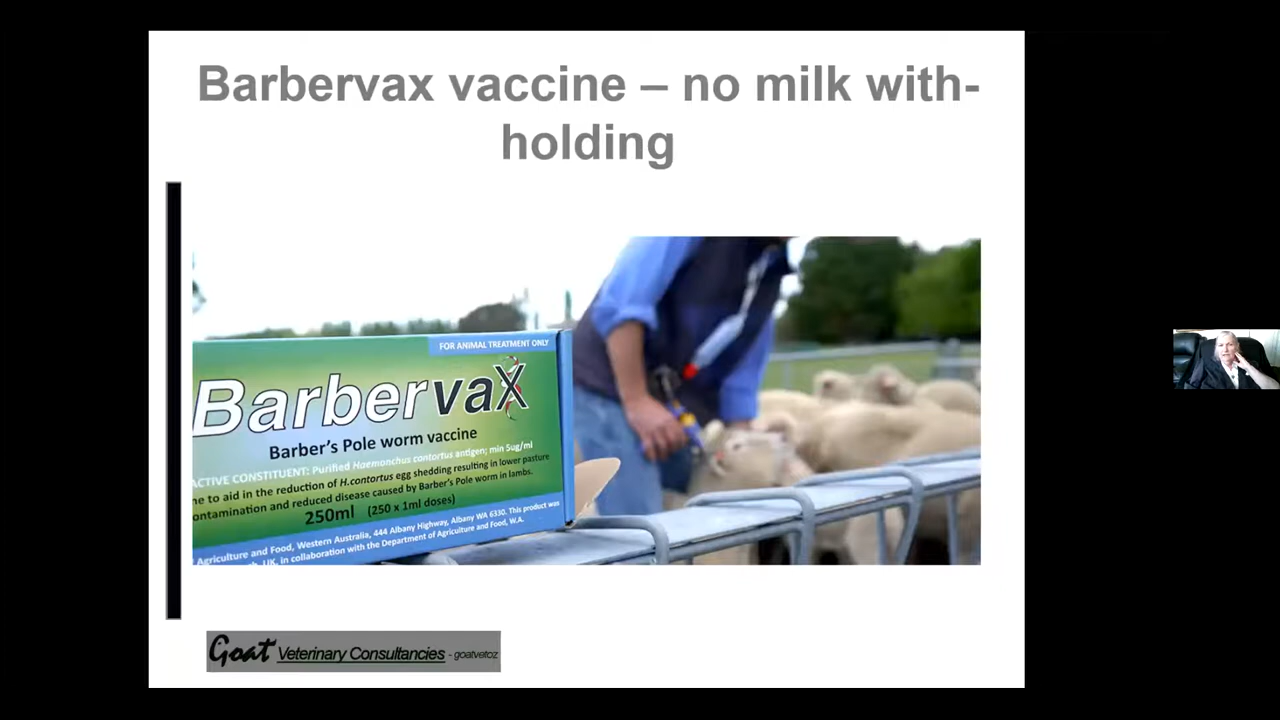 Barbervax vaccine – no milk with-
holding
FOR ANIMAL TREATMENT ONLY
Barbervax
Barber's Pole worm vaccine
ACTIVE CONSTITUENT: Purified Haemonchus contortus antigen; min 5ug/ml
to aid in the reduction of H.contortus egg shedding resulting in lower pasture
and reduced disease caused by Barber's Pole worm in lambs.
250ml (250 x 1ml doses)
Agriculture and Food, Western Australia, 444 Albany Highway, Albany WA 6330. This product was
UK, in collaboration with the Department of Agriculture and Food, W.A.
Goat Veterinary Consultancies - goatvetoz